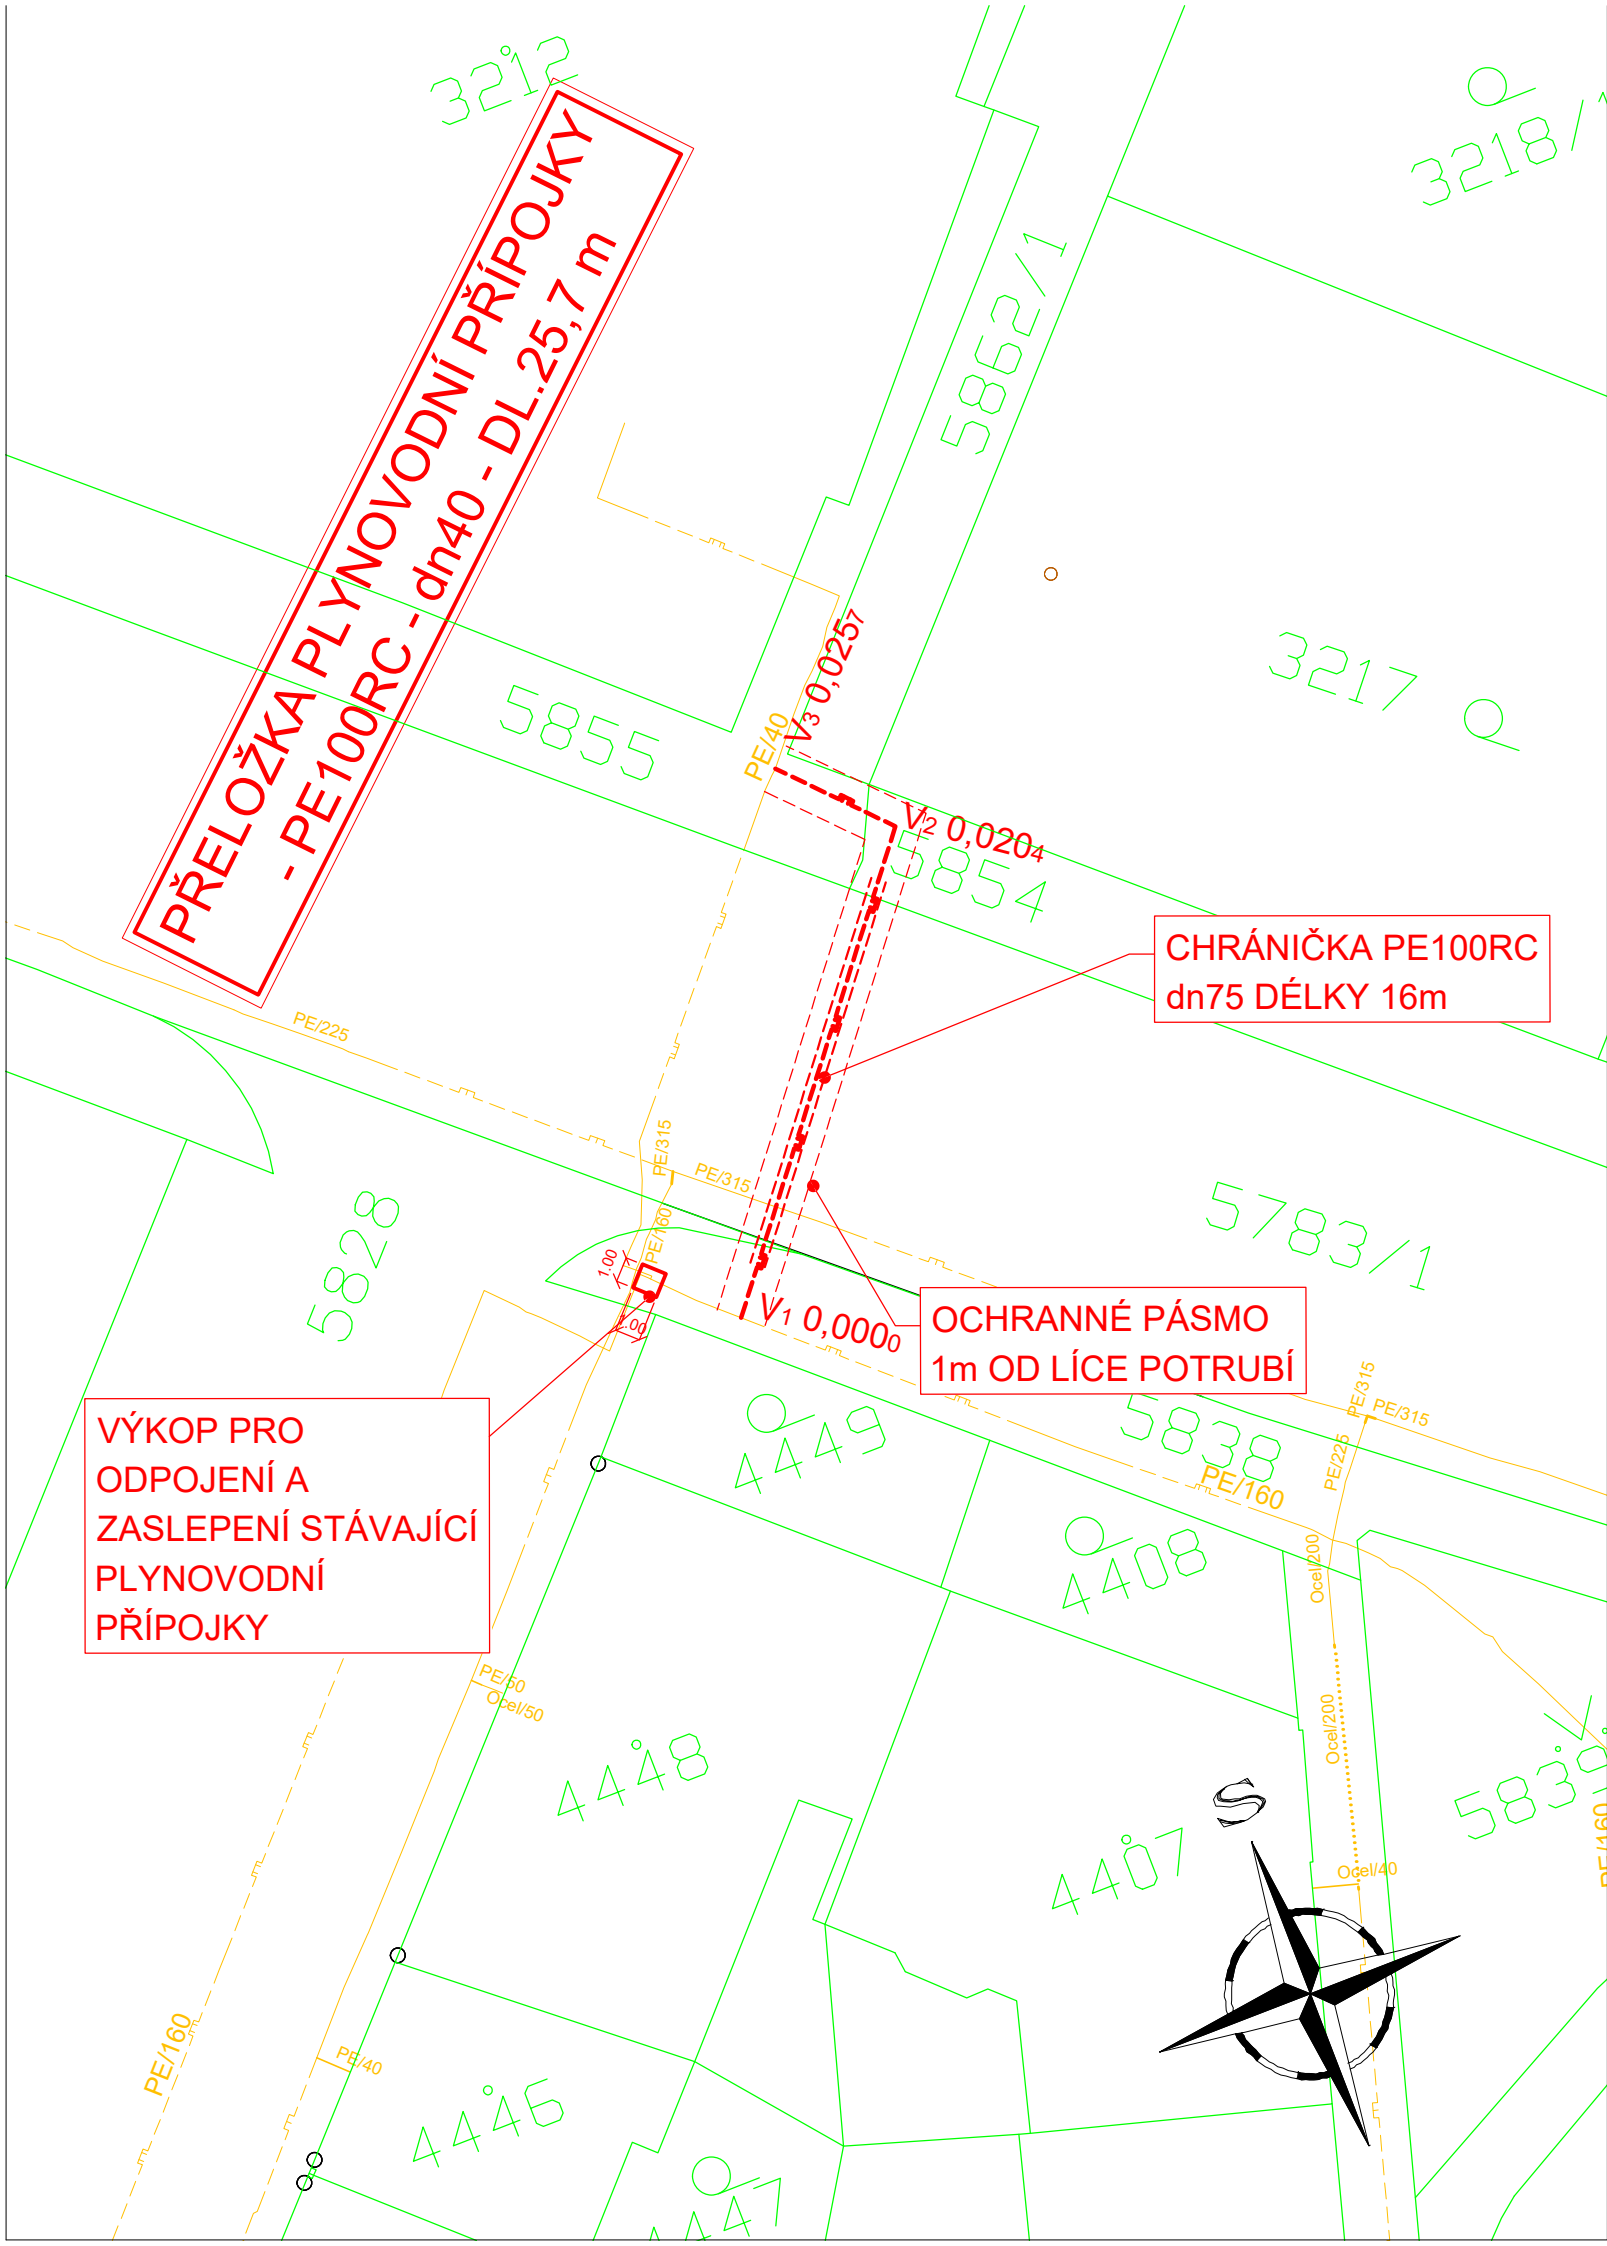 3212
3218/
PŘELOŽKA PLYNOVODNÍ PŘÍPOJKY
- PE100RC - dn40 - DL.25,7 m
5862/1
3217
5855
PE/40
V3 0,0257
V2 0,0204
5854
CHRÁNIČKA PE100RC
dn75 DÉLKY 16m
PE/225
PE/315
PE/315
PE/160
5828
5783/1
1.00
1.00
V1 0,0000
OCHRANNÉ PÁSMO
1m OD LÍCE POTRUBÍ
VÝKOP PRO
ODPOJENÍ A
ZASLEPENÍ STÁVAJÍCÍ
PLYNOVODNÍ
PŘÍPOJKY
4449
5838
PE/315
PE/315
PE/225
PE/160
4408
Ocel/200
PE/50
Ocel/50
Ocel/200
4448
5839
S
4407
PE/160
Ocel/40
PE/160
PE/40
4446
4447